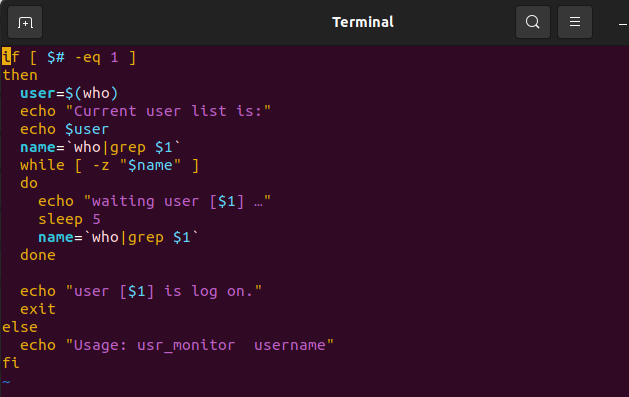 Terminal
if [ $# -eq 1 ]
then
  user=$(who)
  echo "Current user list is:"
  echo $user
  name=`who|grep $1`
  while [ -z "$name" ]
  do
    echo "waiting user [$1] …"
    sleep 5
    name=`who|grep $1`
  done

  echo "user [$1] is log on."
  exit
else
  echo "Usage: usr_monitor  username"
fi
~